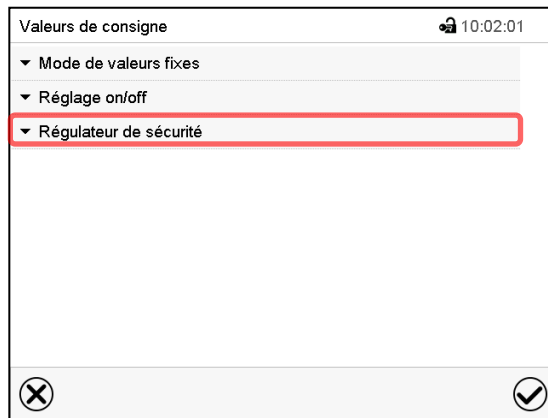 Valeurs de consigne 10:02:01
Mode de valeurs fixes
Réglage on/off
Régulateur de sécurité